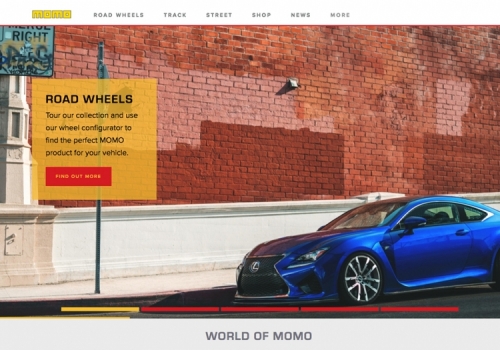 momo
ROAD WHEELS
TRACK
STREET
SHOP
NEWS
MORE
MERGE
RIGHT
ROAD WHEELS
Tour our collection and use
our wheel configurator to
find the perfect MOMO
product for your vehicle.
FIND OUT MORE
WORLD OF MOMO